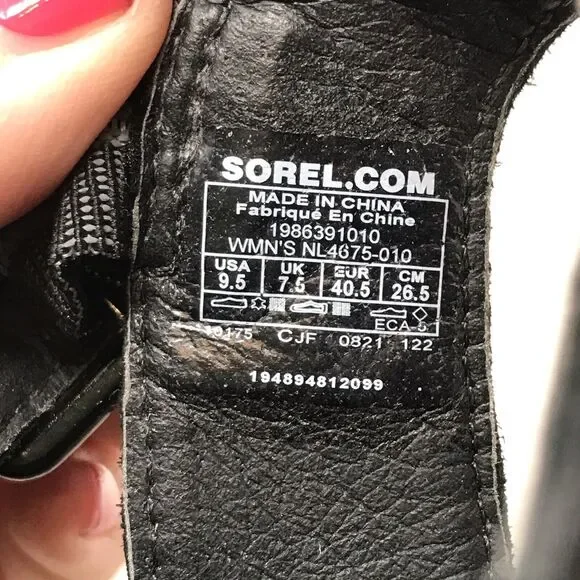 SOREL.COM
MADE IN CHINA
Fabriqué En Chine
1986391010
WMN'S NL4675-010
USA UK EUR CM
9.5 7.5 40.5 26.5
ECA-5
10175 CJF 0821 122
194894812099